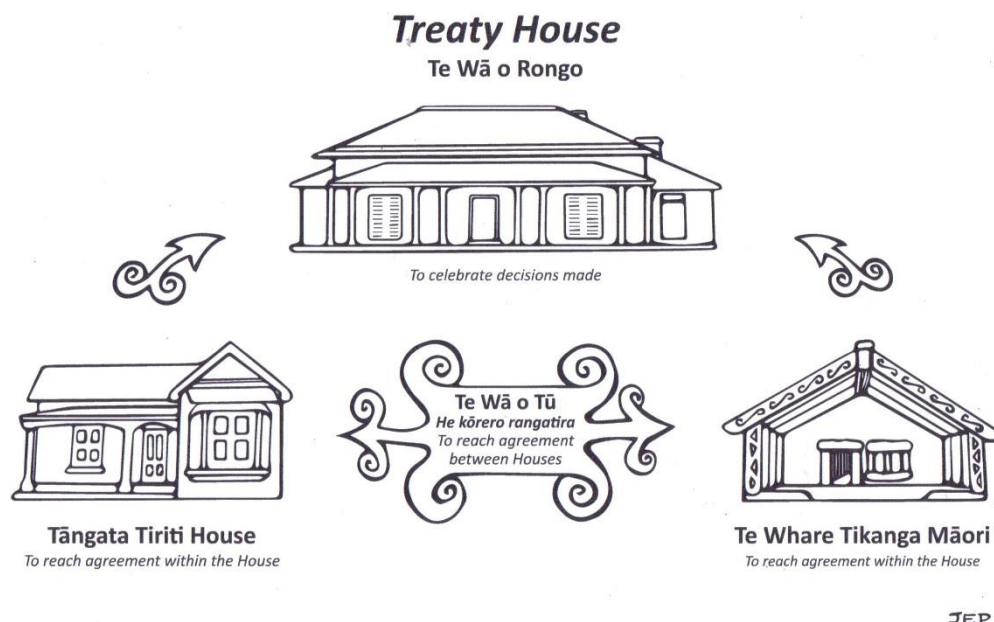 Treaty House
Te Wā o Rongo
To celebrate decisions made
Te Wā o Tū
He kōrero rangatira
To reach agreement
between Houses
Tāngata Tiriti House
To reach agreement within the House
Te Whare Tikanga Māori
To reach agreement within the House
JEP